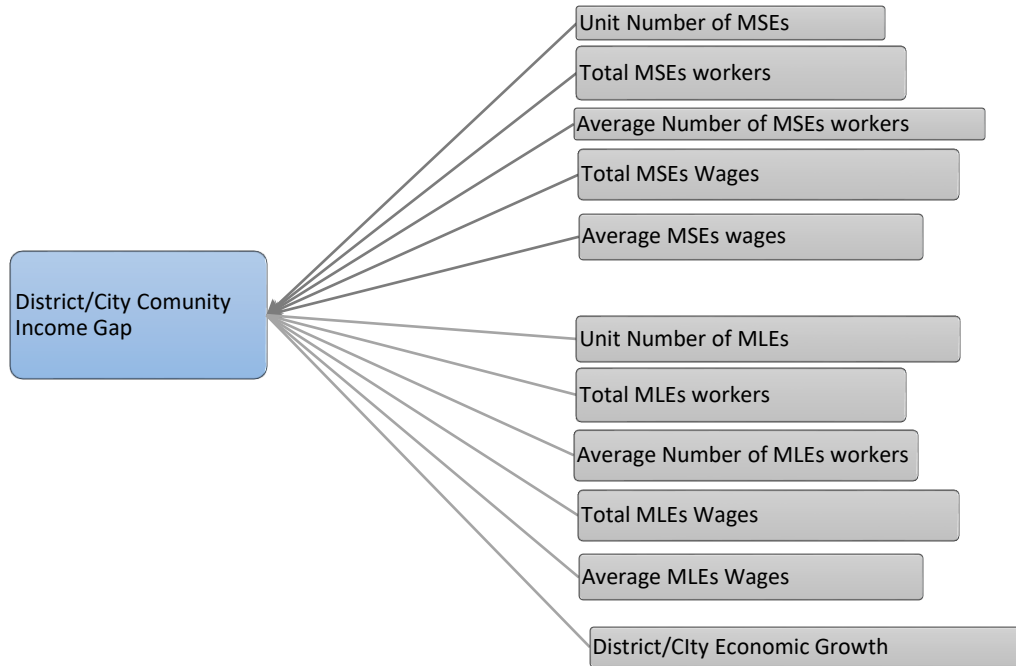 Unit Number of MSEs
Total MSEs workers
Average Number of MSEs workers
Total MSEs Wages
Average MSEs wages
District/City Comunity
Income Gap
Unit Number of MLEs
Total MLEs workers
Average Number of MLEs workers
Total MLEs Wages
Average MLEs Wages
District/CIty Economic Growth